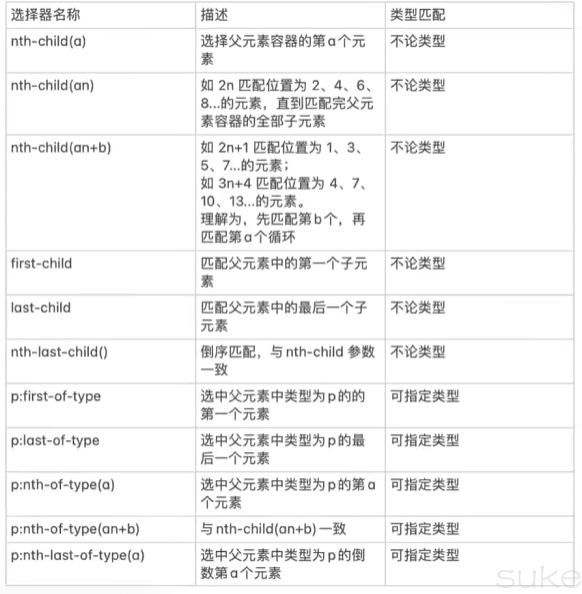 选择器名称 描述 类型匹配
nth-child(a) 选择父元素容器的第a个元 不论类型
素
nth-child(an) 如 2n 匹配位置为 2、4、6、 不论类型
8...的元素，直到匹配完父元
素容器的全部子元素
nth-child(an+b) 如 2n+1 匹配位置为 1、3、 不论类型
5、7...的元素；
如 3n+4 匹配位置为 4、7、
10、13...的元素。
理解为，先匹配第b个，再
匹配第a个循环
first-child 匹配父元素中的第一个子元 不论类型
素
last-child 匹配父元素中的最后一个子 不论类型
元素
nth-last-child() 倒序匹配，与nth-child 参数 不论类型
一致
p:first-of-type 选中父元素中类型为p的的 可指定类型
第一个元素
p:last-of-type 选中父元素中类型为p的最 可指定类型
后一个元素
p:nth-of-type(a) 选中父元素中类型为p的第a 可指定类型
个元素
p:nth-of-type(an+b) 与nth-child(an+b)一致 可指定类型
p:nth-last-of-type(a) 选中父元素中类型为p的倒 可指定类型
数第a个元素
suke